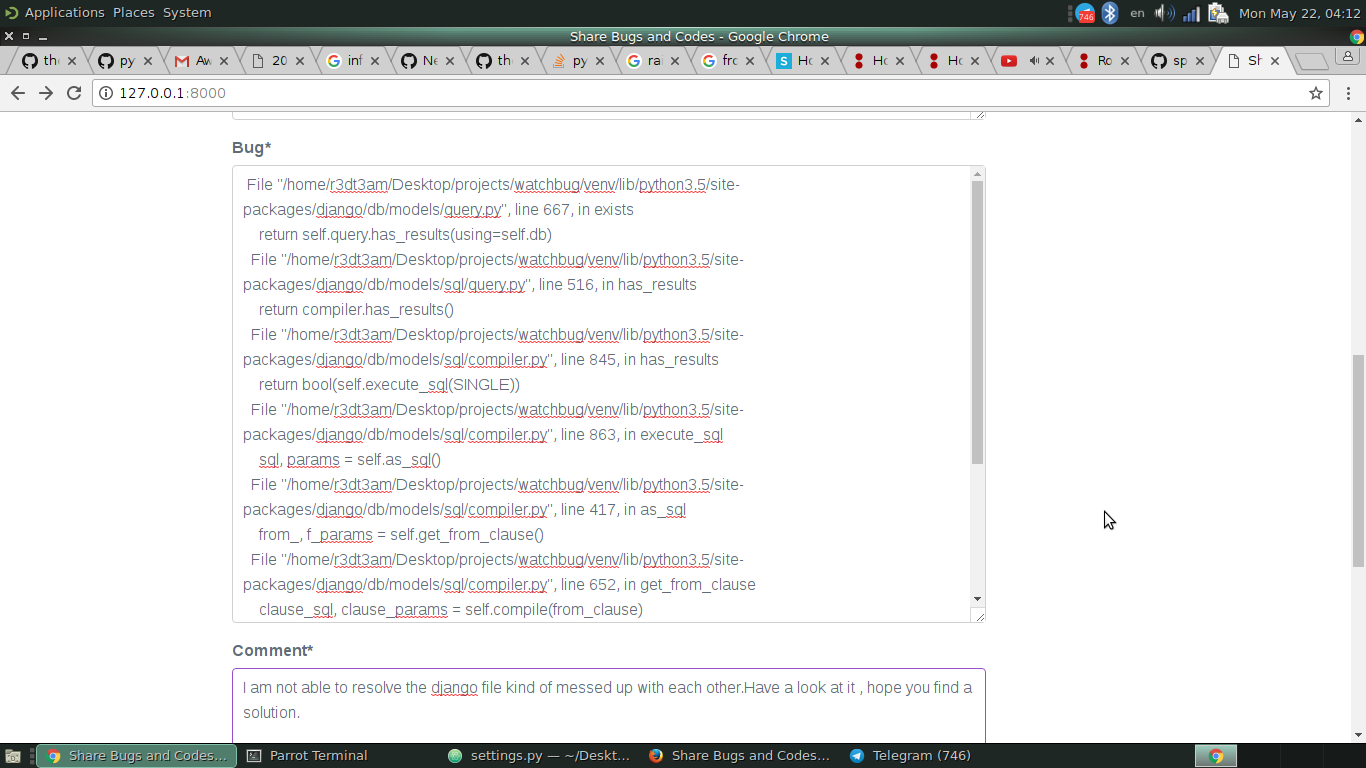 Applications Places System
746 en Mon May 22, 04:12
Share Bugs and Codes - Google Chrome
th py Aw 20 inf Ne th py rai fro Ho Ho Ho Ro sp Sh
127.0.0.1:8000
Bug*
File "/home/r3dt3am/Desktop/projects/watchbug/venv/lib/python3.5/site-
packages/django/db/models/query.py", line 667, in exists
return self.query.has_results(using=self.db)
File "/home/r3dt3am/Desktop/projects/watchbug/venv/lib/python3.5/site-
packages/django/db/models/sql/query.py", line 516, in has_results
return compiler.has_results()
File "/home/r3dt3am/Desktop/projects/watchbug/venv/lib/python3.5/site-
packages/django/db/models/sql/compiler.py", line 845, in has_results
return bool(self.execute_sql(SINGLE))
File "/home/r3dt3am/Desktop/projects/watchbug/venv/lib/python3.5/site-
packages/django/db/models/sql/compiler.py", line 863, in execute_sql
sql, params = self.as_sql()
File "/home/r3dt3am/Desktop/projects/watchbug/venv/lib/python3.5/site-
packages/django/db/models/sql/compiler.py", line 417, in as_sql
from_, f_params = self.get_from_clause()
File "/home/r3dt3am/Desktop/projects/watchbug/venv/lib/python3.5/site-
packages/django/db/models/sql/compiler.py", line 652, in get_from_clause
clause_sql, clause_params = self.compile(from_clause)
Comment*
I am not able to resolve the django file kind of messed up with each other.Have a look at it , hope you find a
solution.
Share Bugs and Codes... Parrot Terminal settings.py — ~/Deskt... Share Bugs and Codes... Telegram (746)